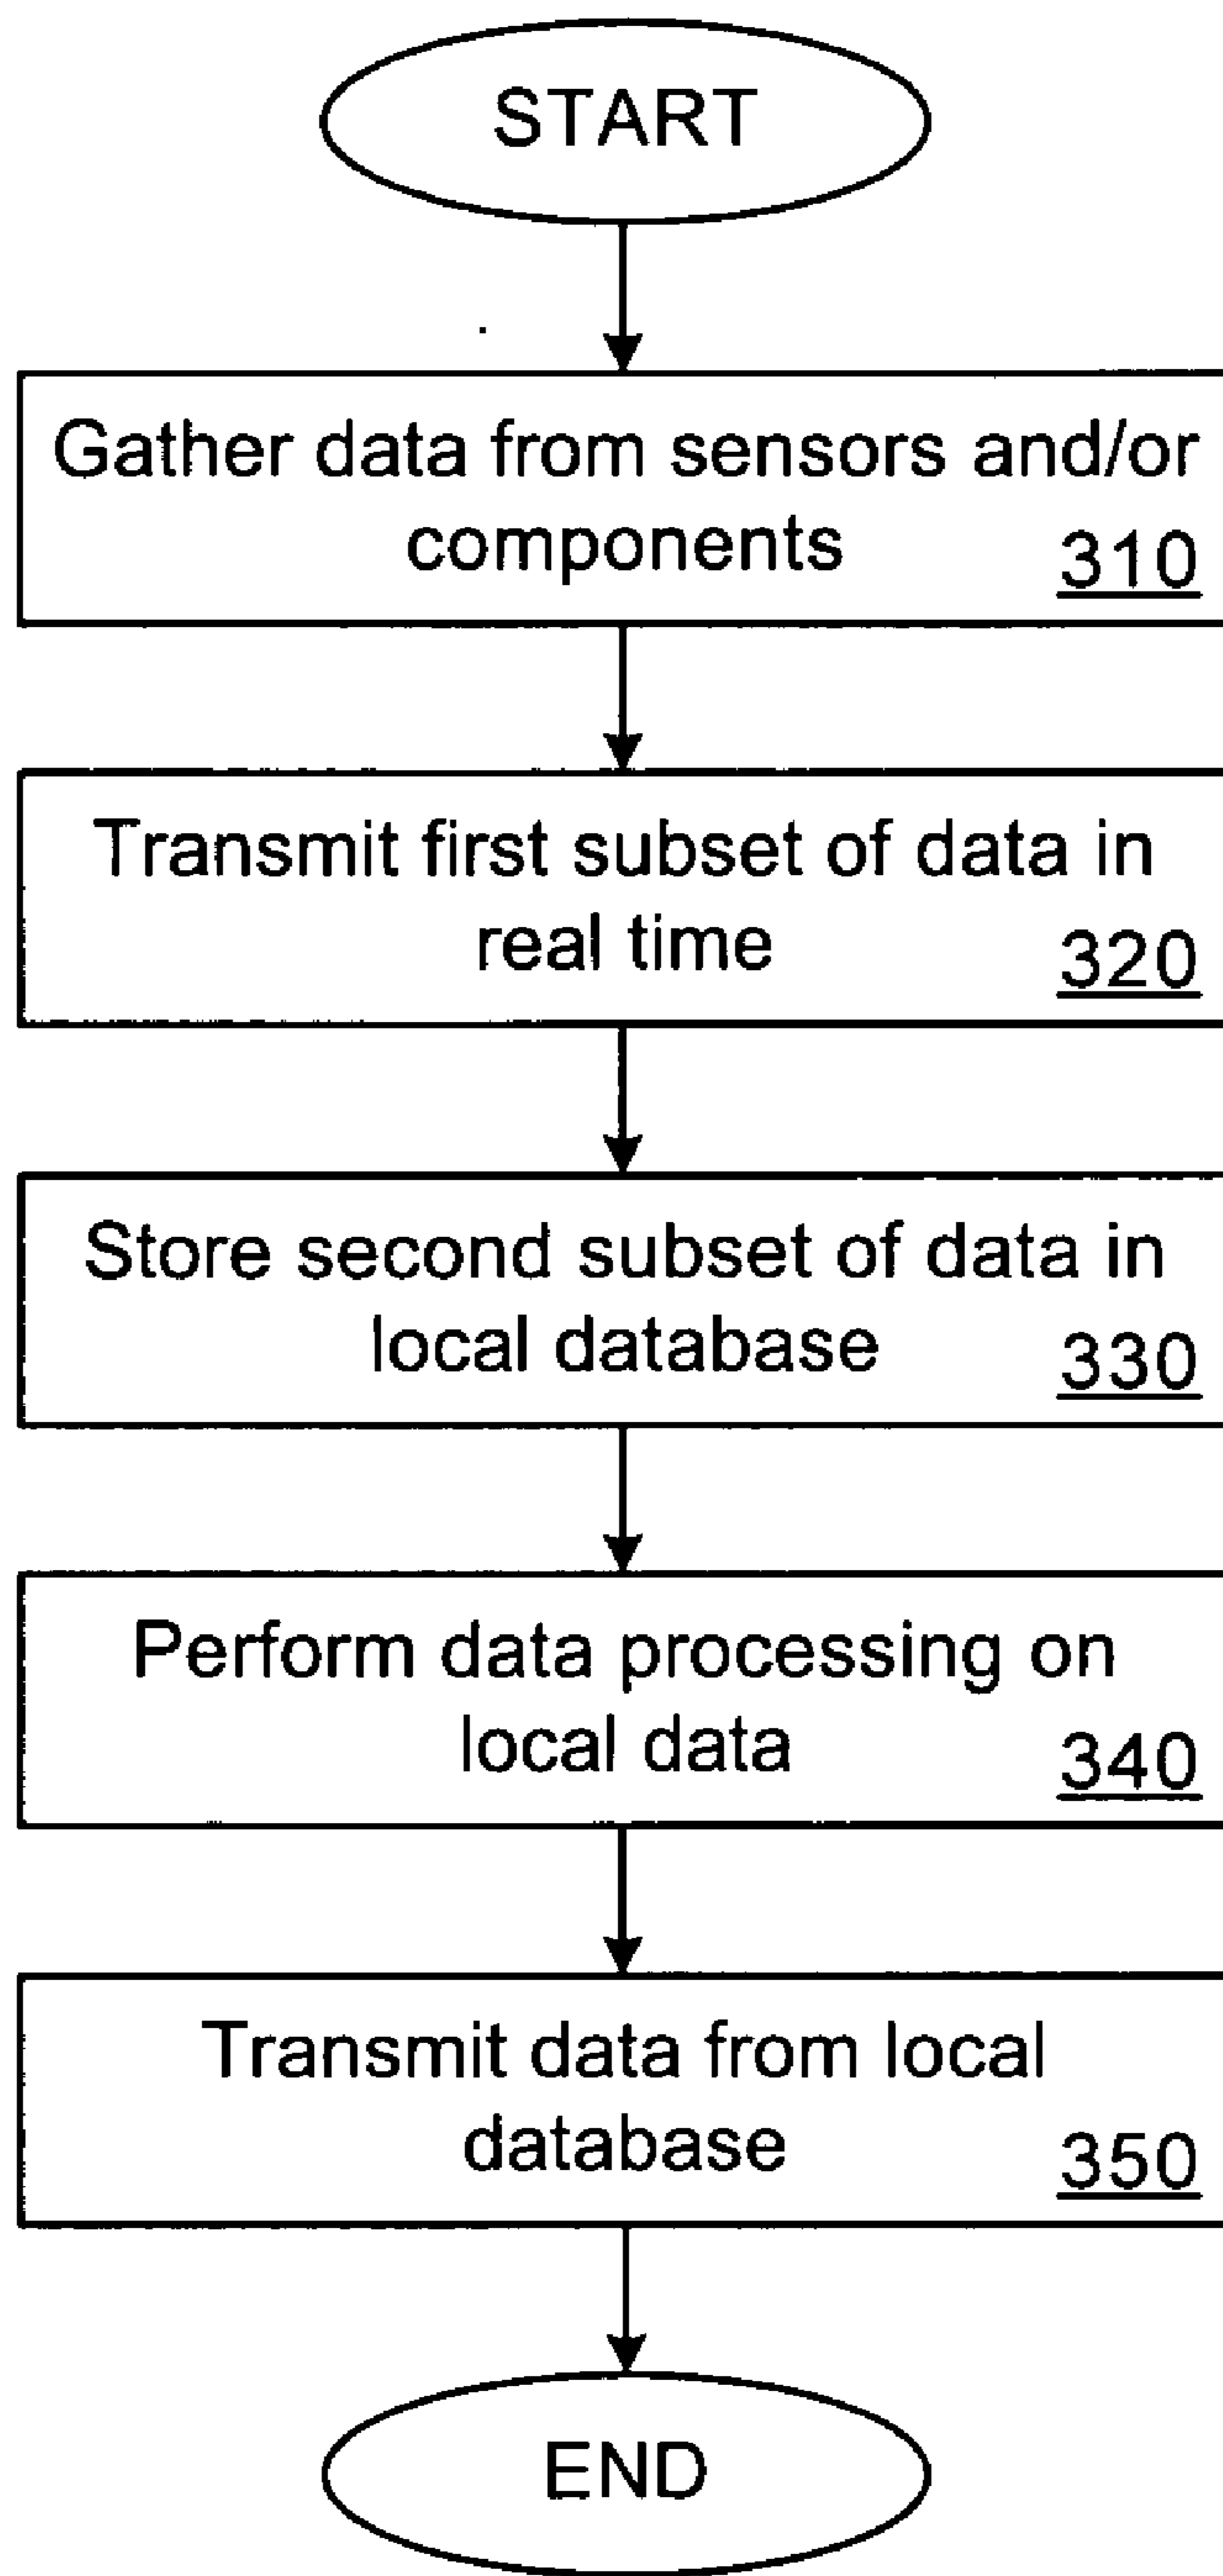 START
Gather data from sensors and/or
components
310
Transmit first subset of data in
real time
320
Store second subset of data in
local database
330
Perform data processing on
local data
340
Transmit data from local
database
350
END